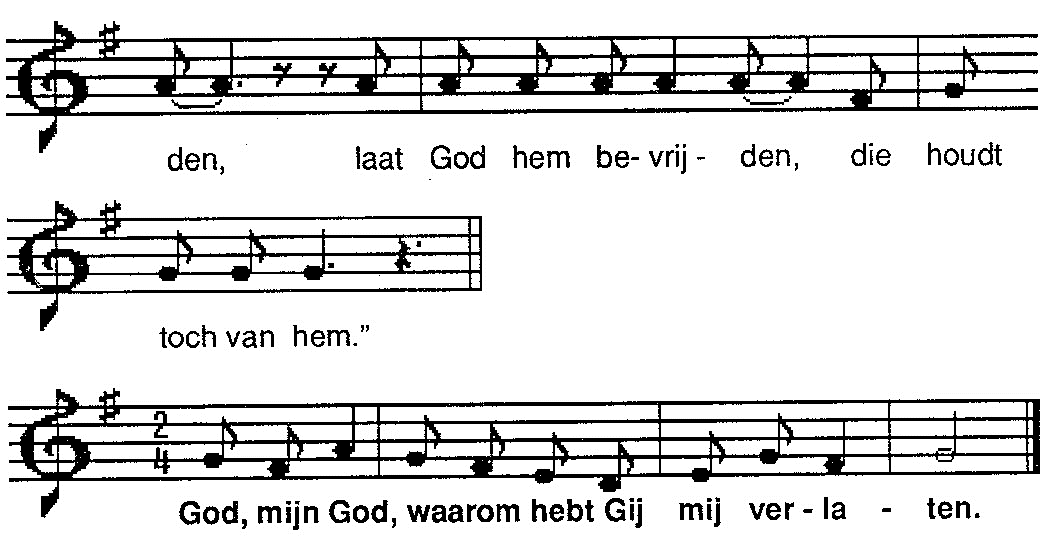 den, laat God hem be- vrij - den, die houdt
toch van hem.”
2
4
God, mijn God, waarom hebt Gij mij ver - la - ten.